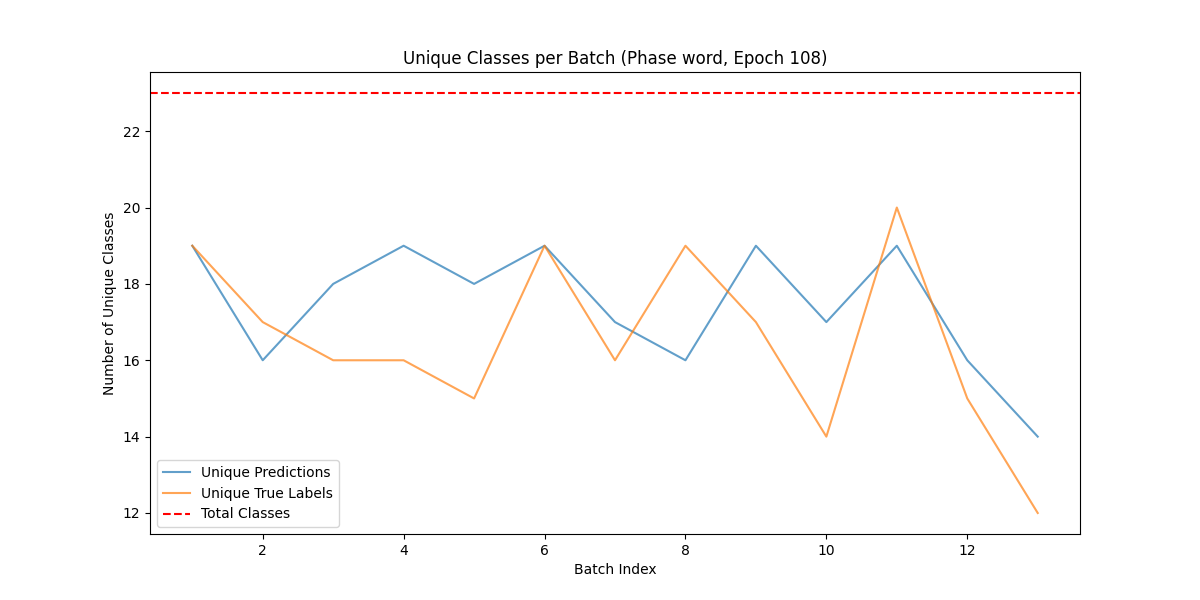 Unique Classes per Batch (Phase word, Epoch 108)
Number of Unique Classes
22
20
18
16
14
12
Unique Predictions
Unique True Labels
Total Classes
2 4 6 8 10 12
Batch Index